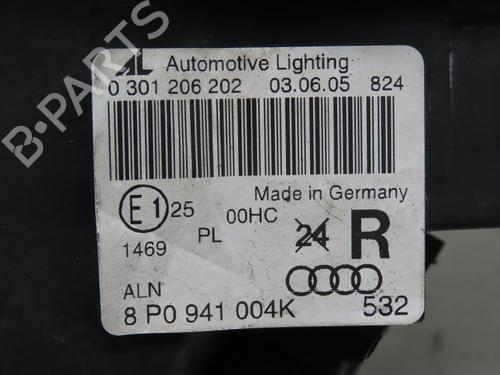 B-PARTS
AL Automotive Lighting
0 301 206 202 03.06.05 824
Made in Germany
E1 25 00HC
1469 PL 24 R
ALN
8 P0 941 004K 532